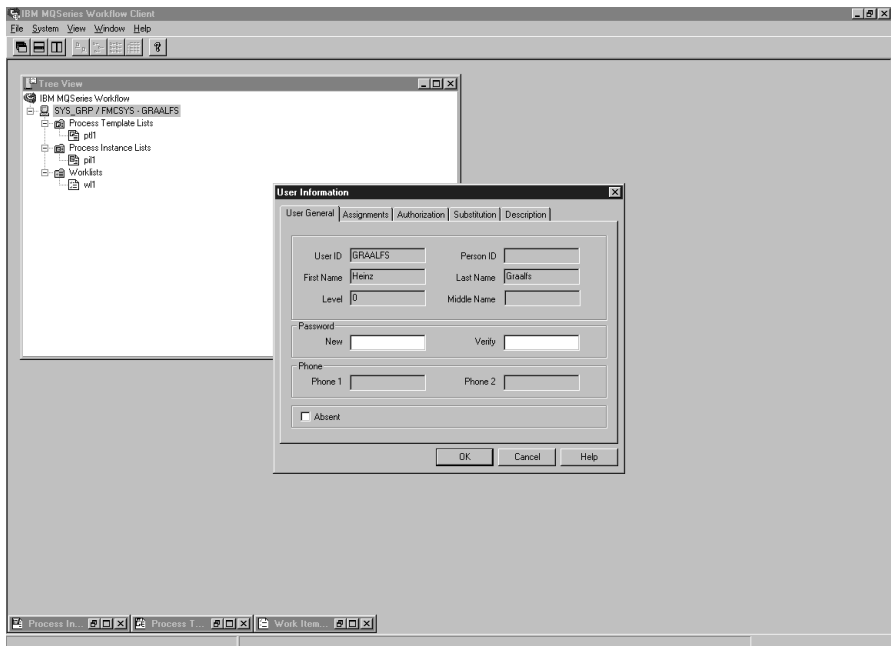 IBM MQSeries Workflow Client
File System View Window Help
Tree View
IBM MQSeries Workflow
SYS_GRP / FMCSYS - GRAALFS
Process Template Lists
ptl1
Process Instance Lists
pil1
Worklists
wl1
User Information
User General Assignments Authorization Substitution Description
User ID GRAALFS Person ID
First Name Heinz Last Name Graalfs
Level 0 Middle Name
Password
New Verify
Phone
Phone 1 Phone 2
Absent
OK Cancel Help
Process In... Process T... Work Item...